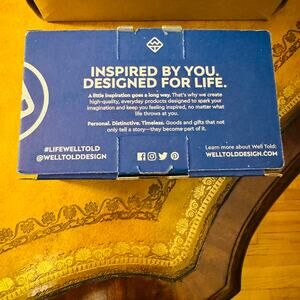 INSPIRED BY YOU.
DESIGNED FOR LIFE.
A little inspiration goes a long way. That's why we create
high-quality, everyday products designed to spark your
imagination and keep you feeling inspired, no matter what
life throws at you.
Personal. Distinctive. Timeless. Goods and gifts that not
only tell a story—they become part of it.
#LIFEWELLTOLD
@WELLTOLDDESIGN
Learn more about Well Told:
WELLTOLDDESIGN.COM